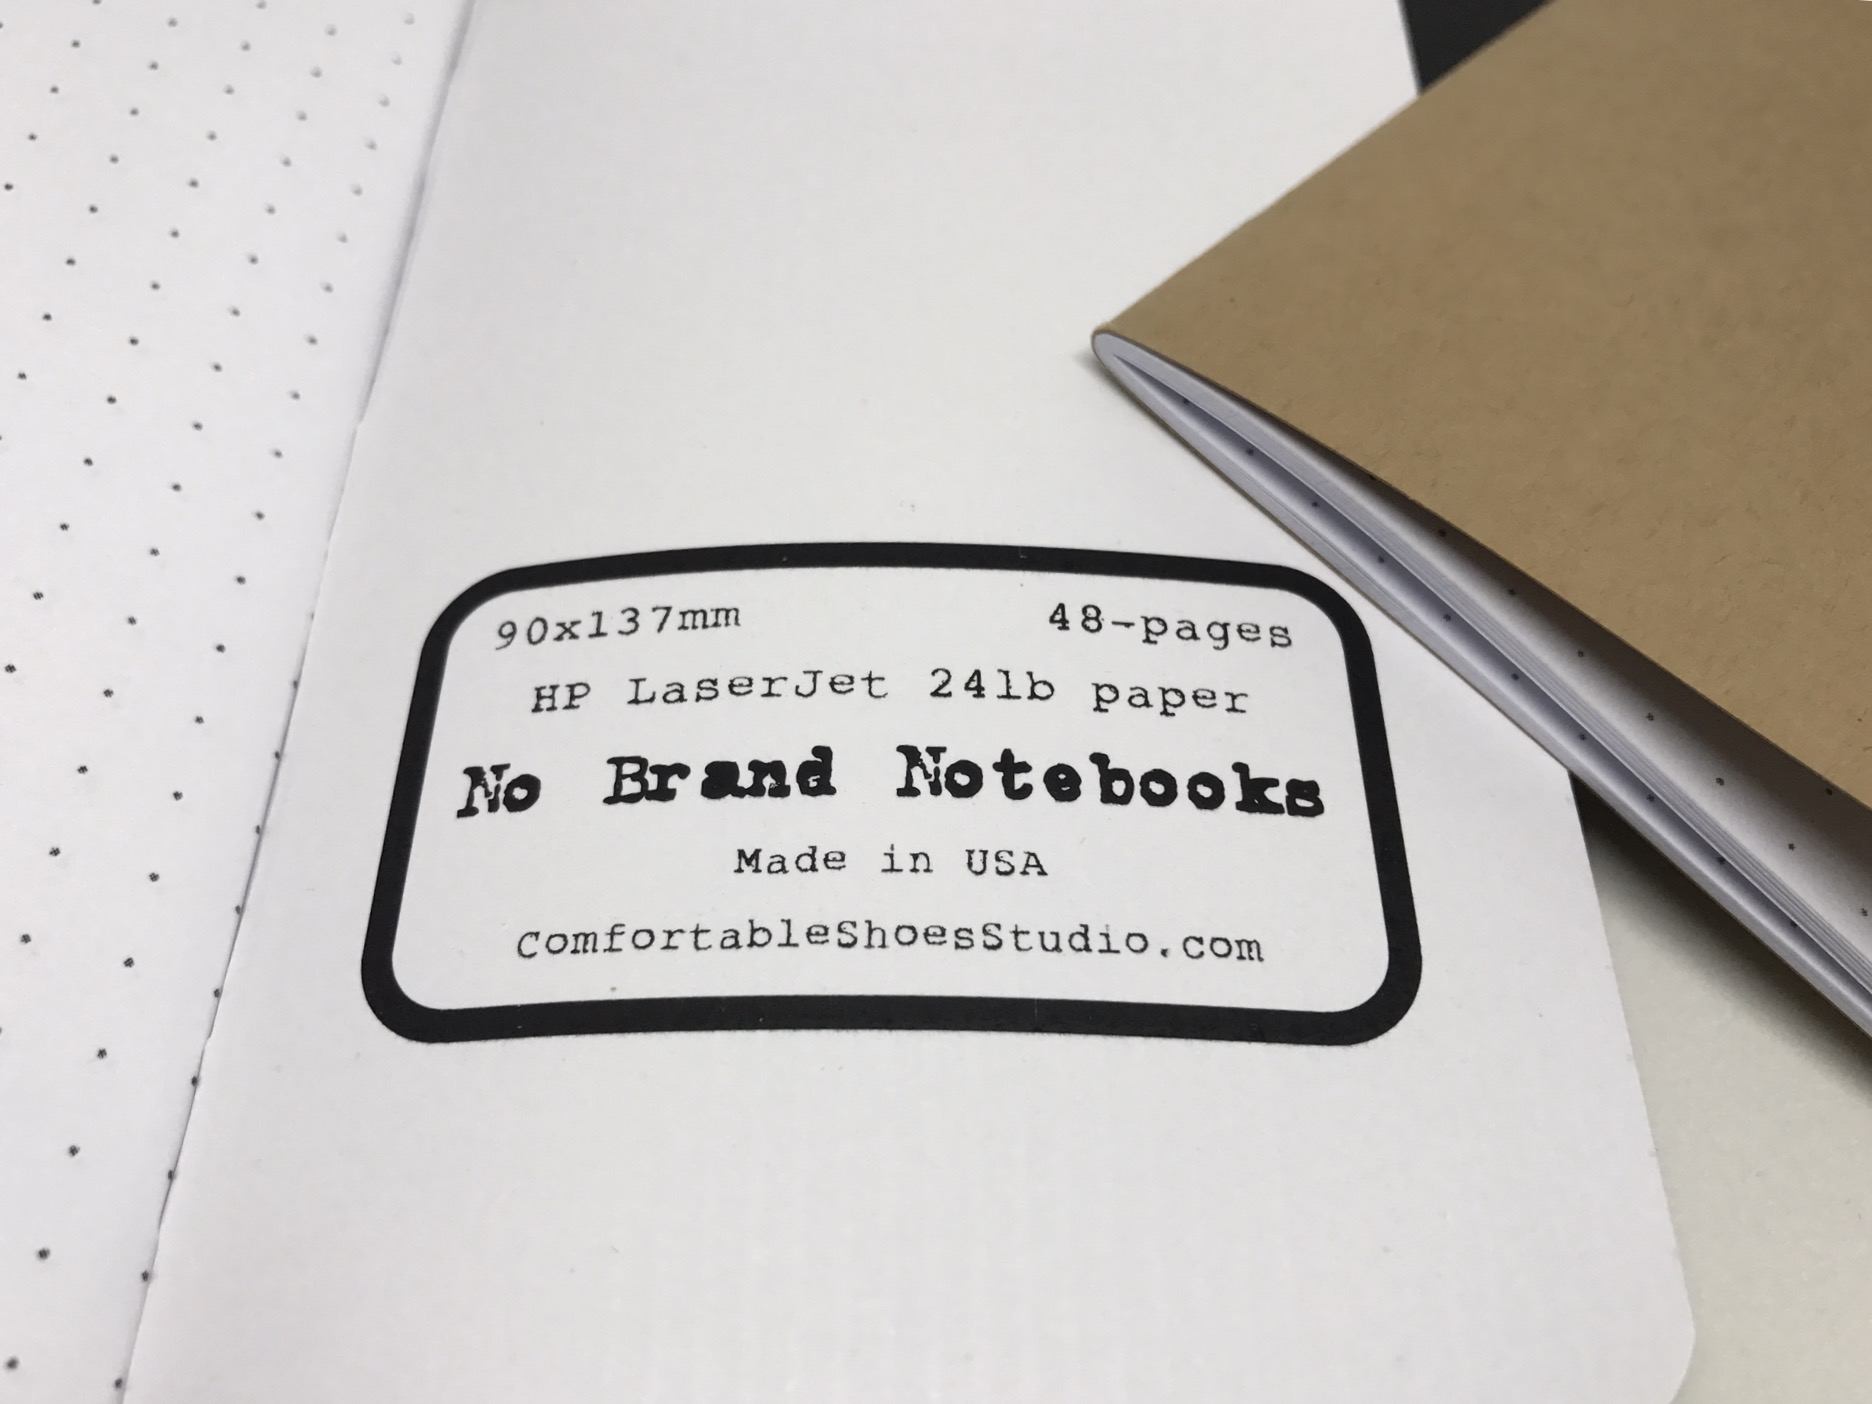 90x137mm 48-pages
HP LaserJet 24lb paper
No Brand Notebooks
Made in USA
ComfortableShoesStudio.com